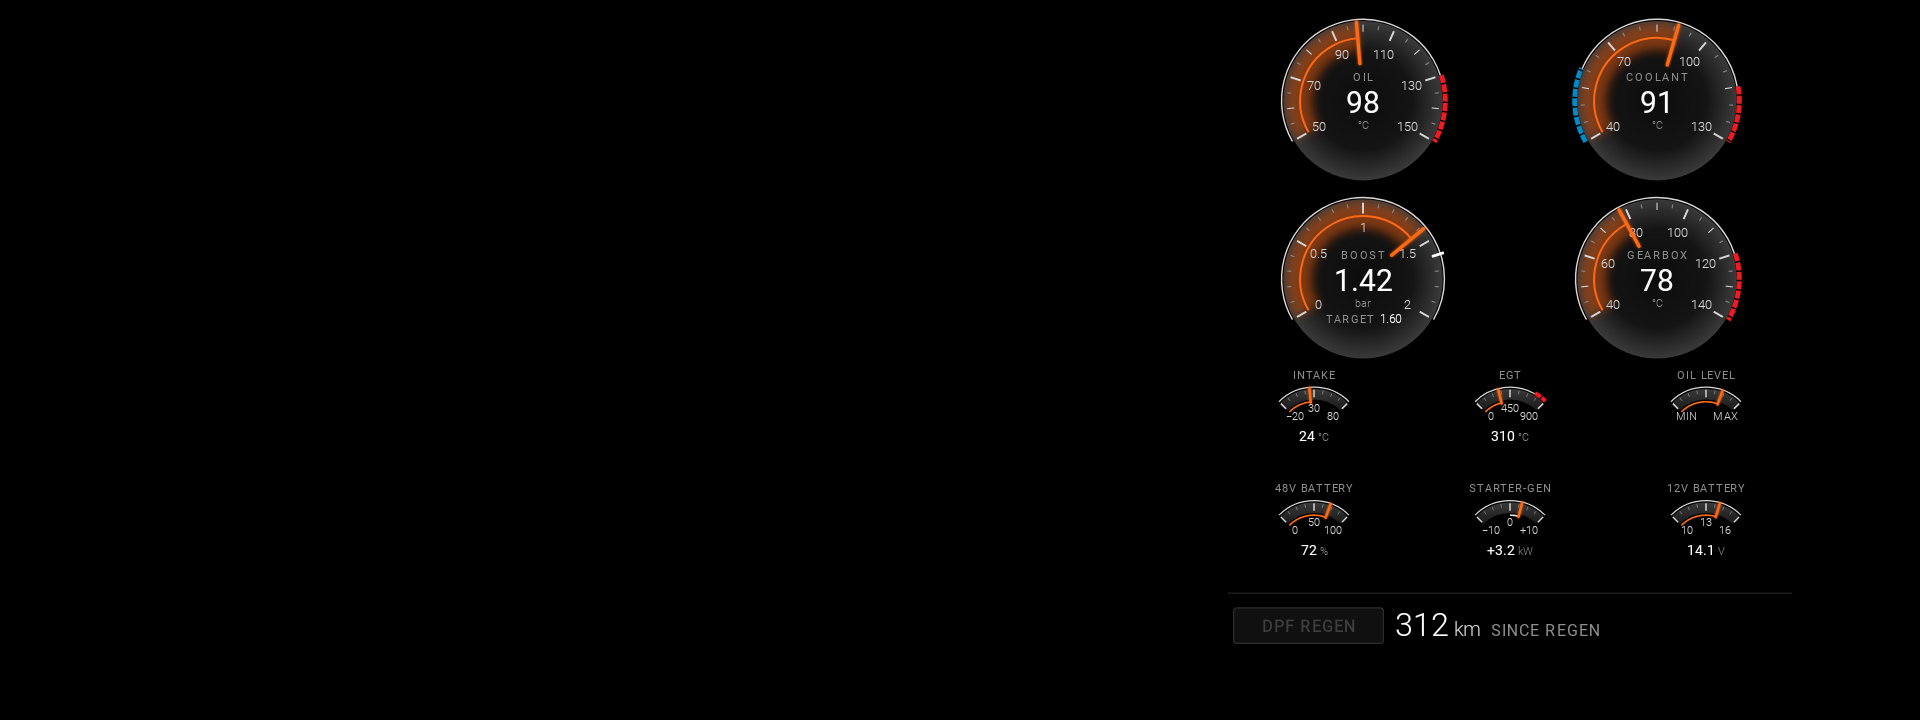 90 110
70 130
OIL
98
°C
50 150
70 100
COOLANT
91
°C
40 130
1
0.5 1.5
BOOST
1.42
bar
0 2
TARGET 1.60
80 100
60 120
GEARBOX
78
°C
40 140
INTAKE
30
−20 80
24 °C
EGT
450
0 900
310 °C
OIL LEVEL
MIN MAX
48V BATTERY
50
0 100
72 %
STARTER-GEN
0
−10 +10
+3.2 kW
12V BATTERY
13
10 16
14.1 V
DPF REGEN
312 km SINCE REGEN